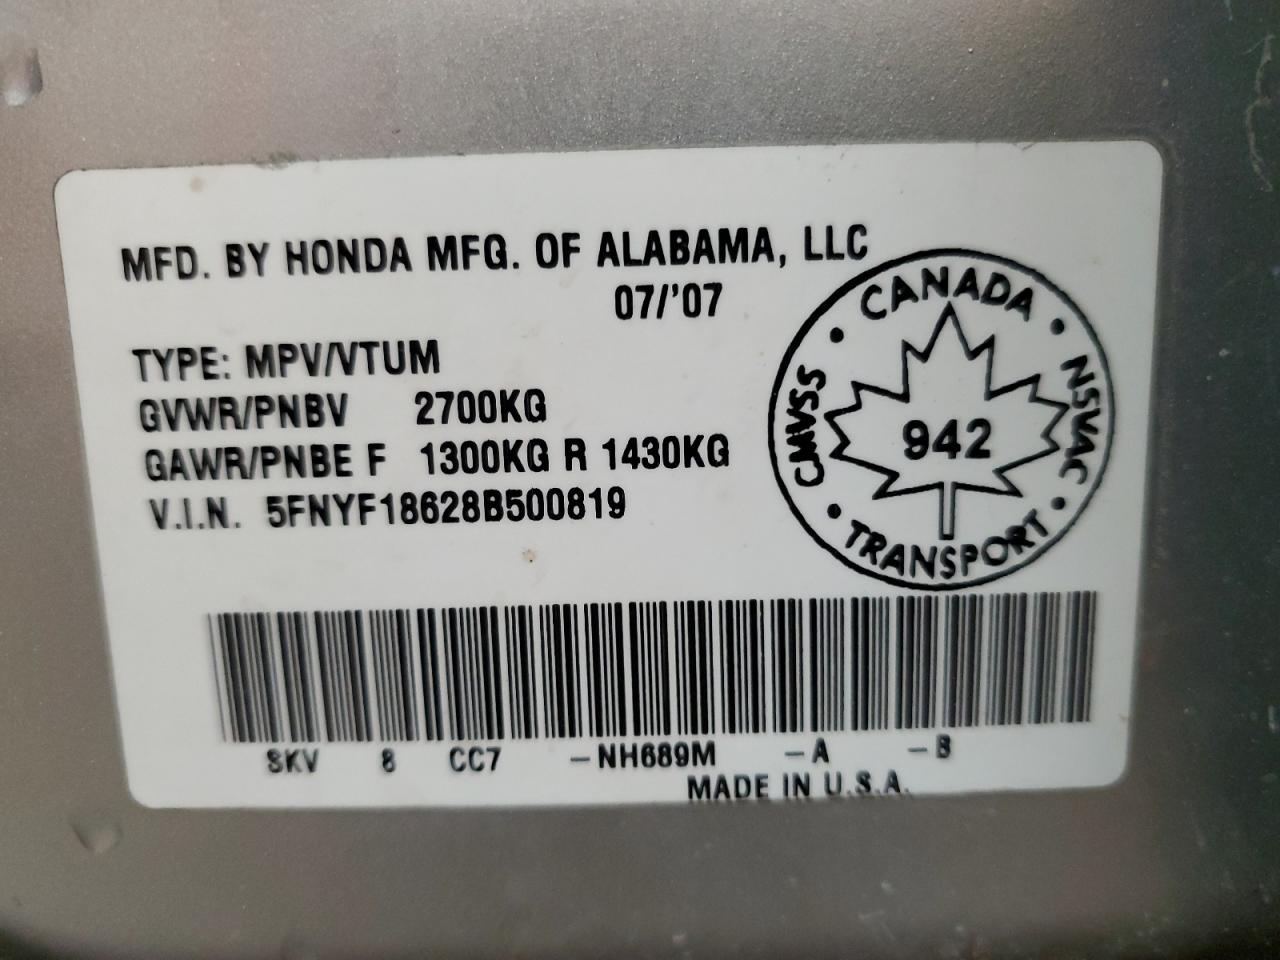 MFD. BY HONDA MFG. OF ALABAMA, LLC
07/'07
TYPE: MPV/VTUM
GVWR/PNBV 2700KG
GAWR/PNBE F 1300KG R 1430KG
V.I.N. 5FNYF18628B500819
CANADA
CMVSS
942
NSVAC
TRANSPORT
SKV 8 CC7 -NH689M -A -B
MADE IN U.S.A.